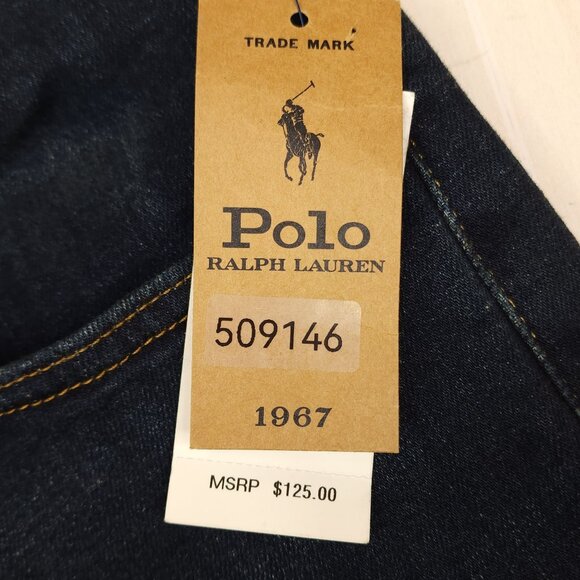 TRADE MARK
Polo
RALPH LAUREN
509146
1967
MSRP $125.00